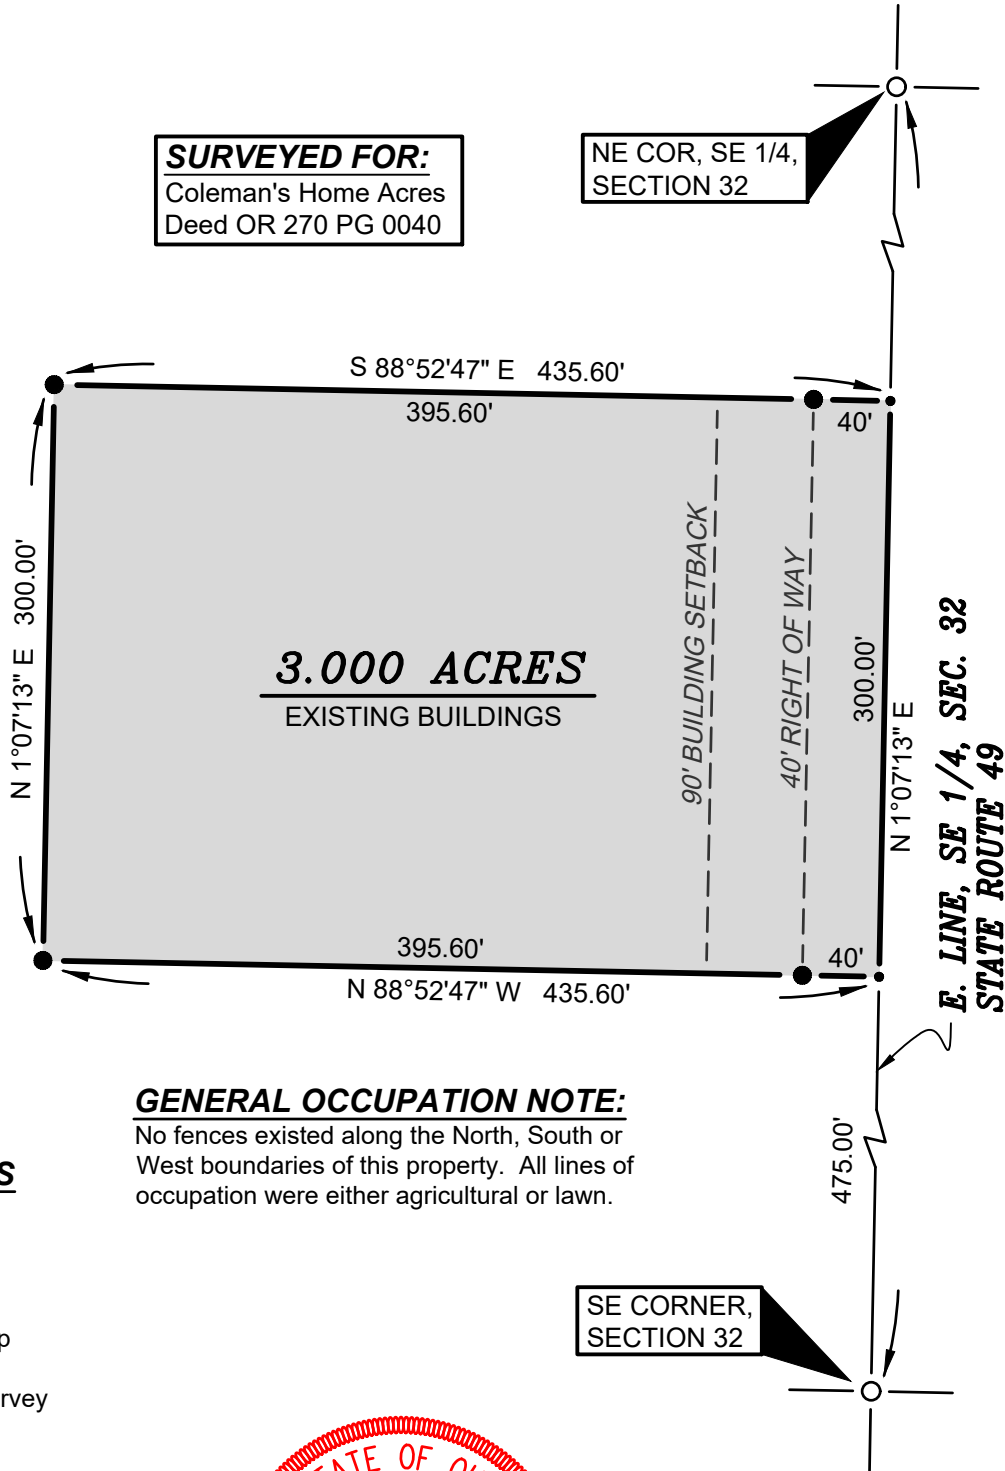 SURVEYED FOR:
Coleman's Home Acres
Deed OR 270 PG 0040
NE COR, SE 1/4,
SECTION 32
S 88°52'47" E 435.60'
395.60'
40'
N 1°07'13" E 300.00'
3.000 ACRES
EXISTING BUILDINGS
90' BUILDING SETBACK
40' RIGHT OF WAY
300.00'
N 1°07'13" E
E. LINE, SE 1/4, SEC. 32
STATE ROUTE 49
395.60'
40'
N 88°52'47" W 435.60'
GENERAL OCCUPATION NOTE:
No fences existed along the North, South or
West boundaries of this property. All lines of
occupation were either agricultural or lawn.
475.00'
SE CORNER,
SECTION 32
STATE OF